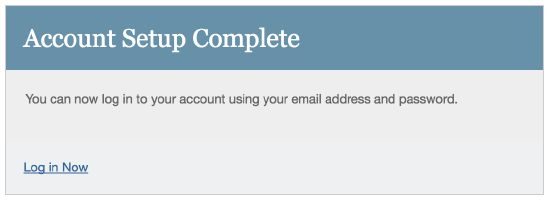 Account Setup Complete
You can now log in to your account using your email address and password.
Log in Now